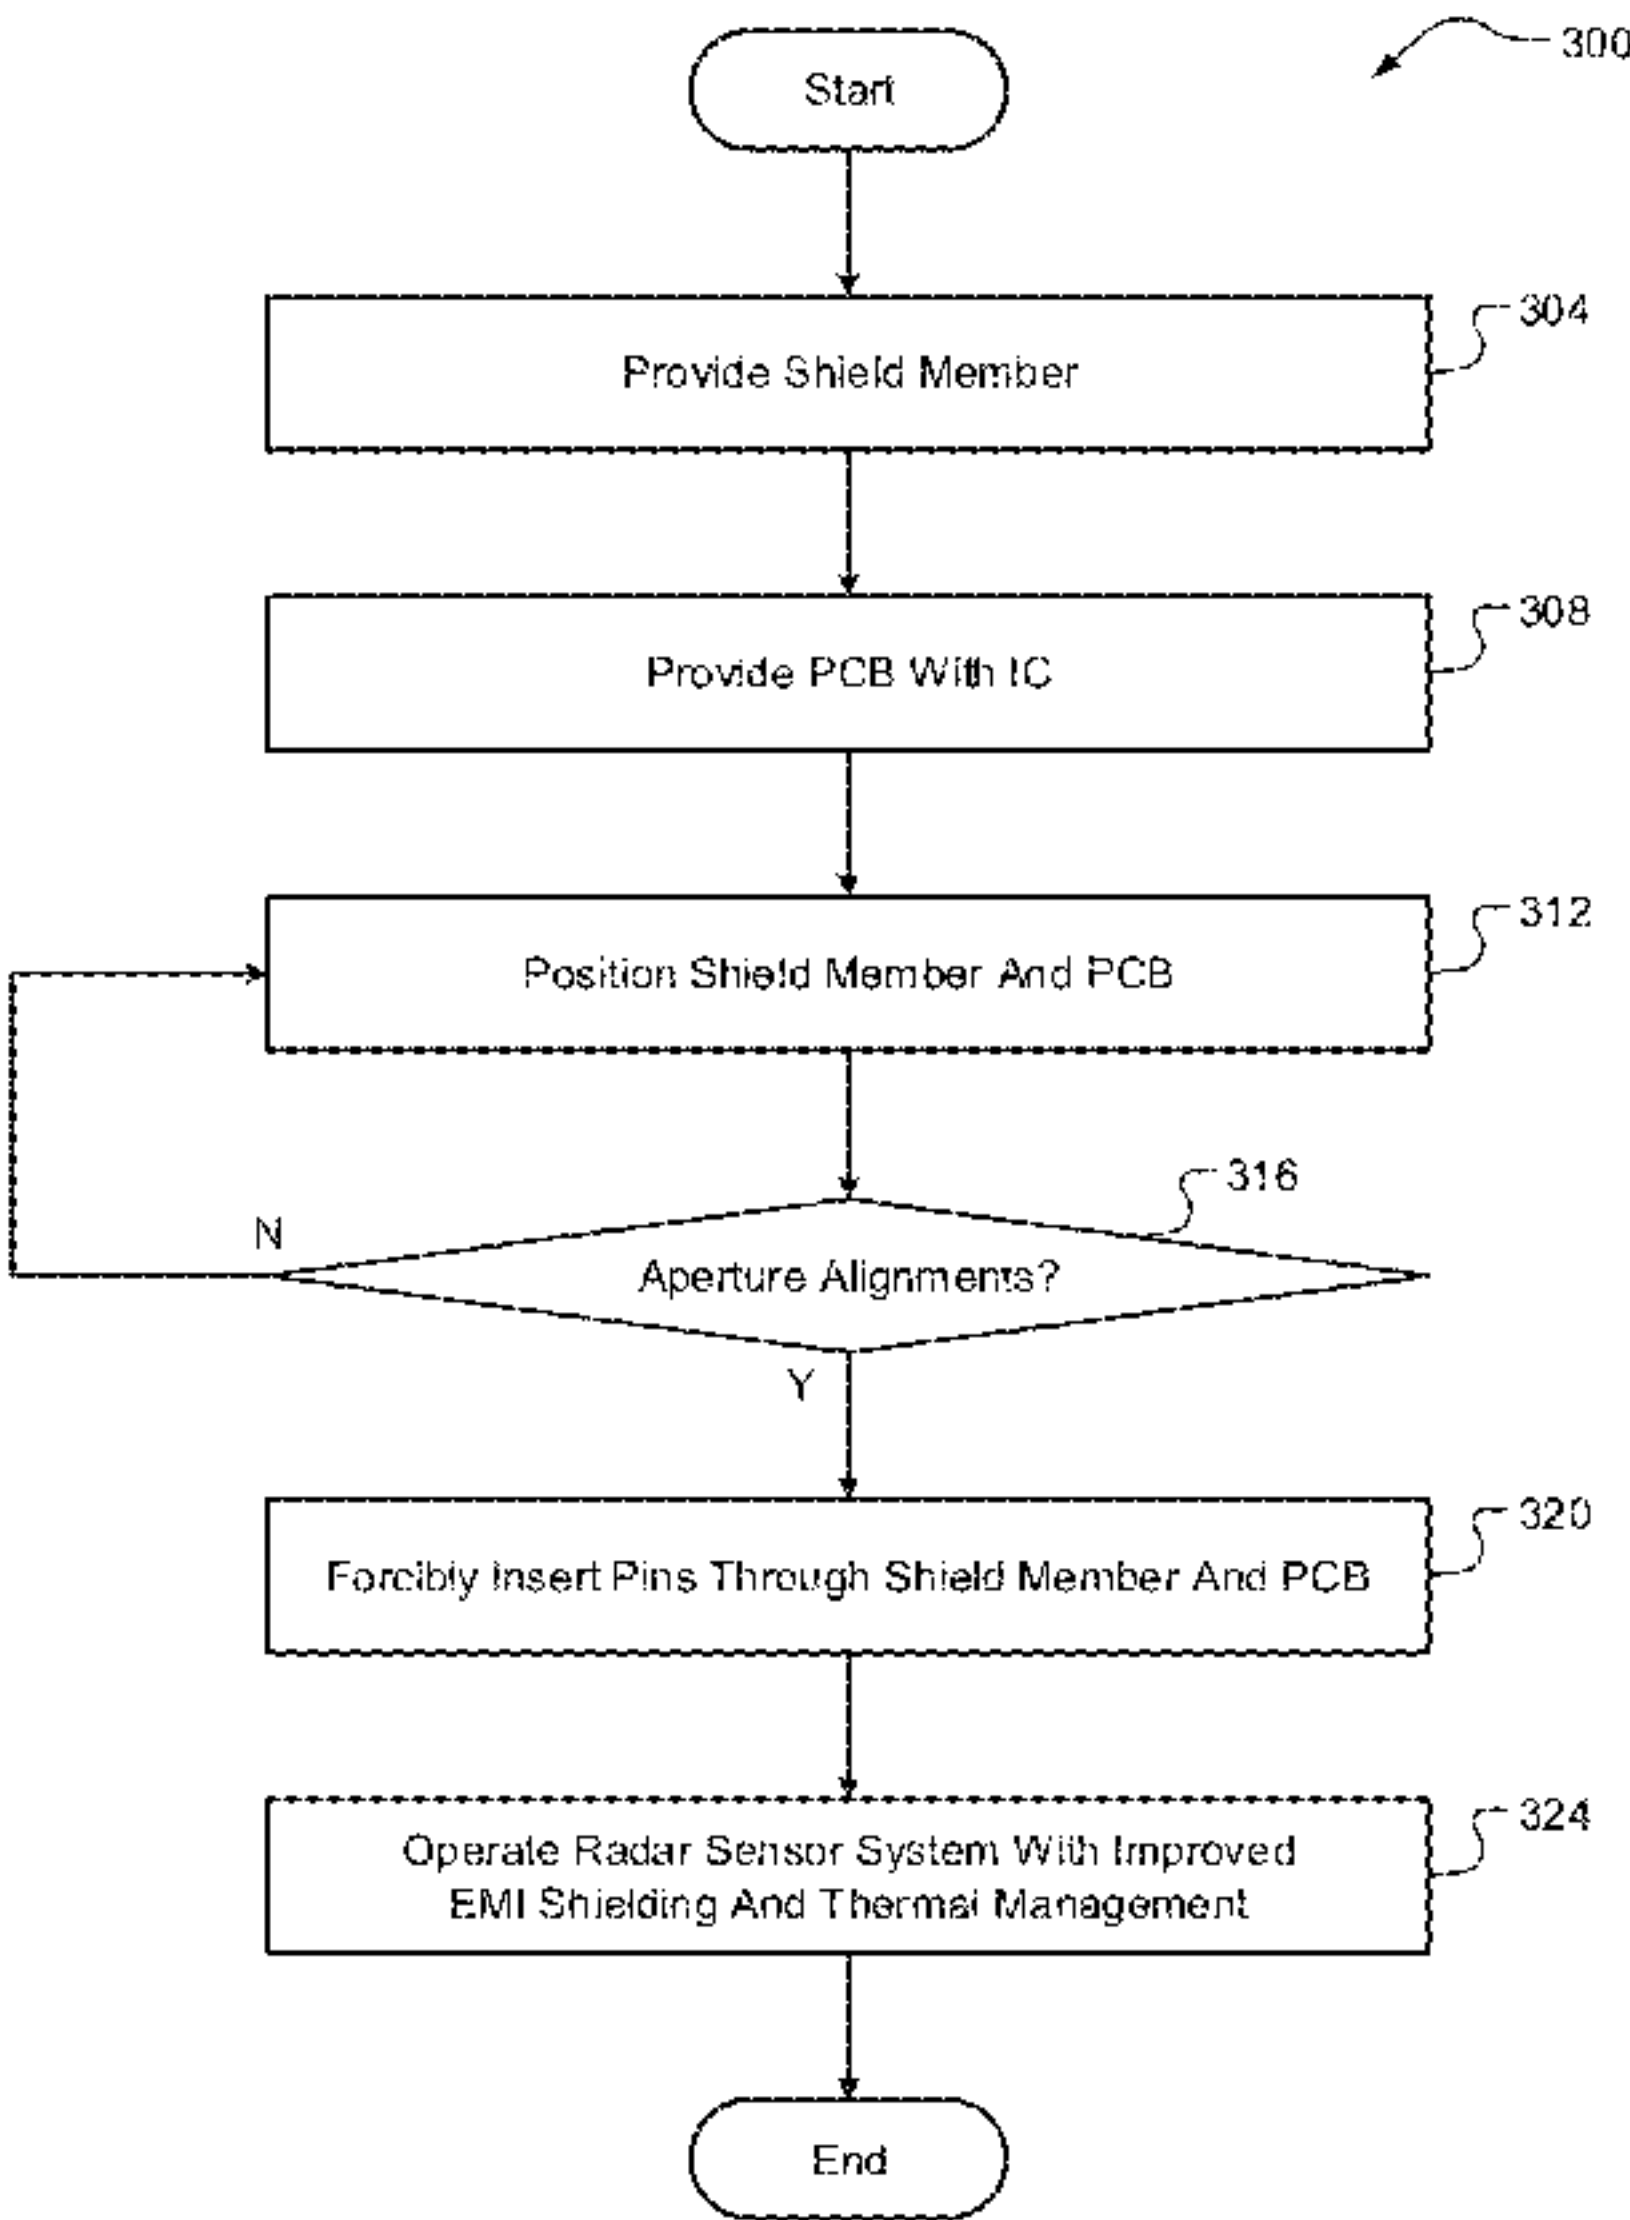 300
Start
304
Provide Shield Member
308
Provide PCB With IC
312
Position Shield Member And PCB
316
N
Aperture Alignments?
Y
320
Forcibly Insert Pins Through Shield Member And PCB
324
Operate Radar Sensor System With Improved
EMI Shielding And Thermal Management
End